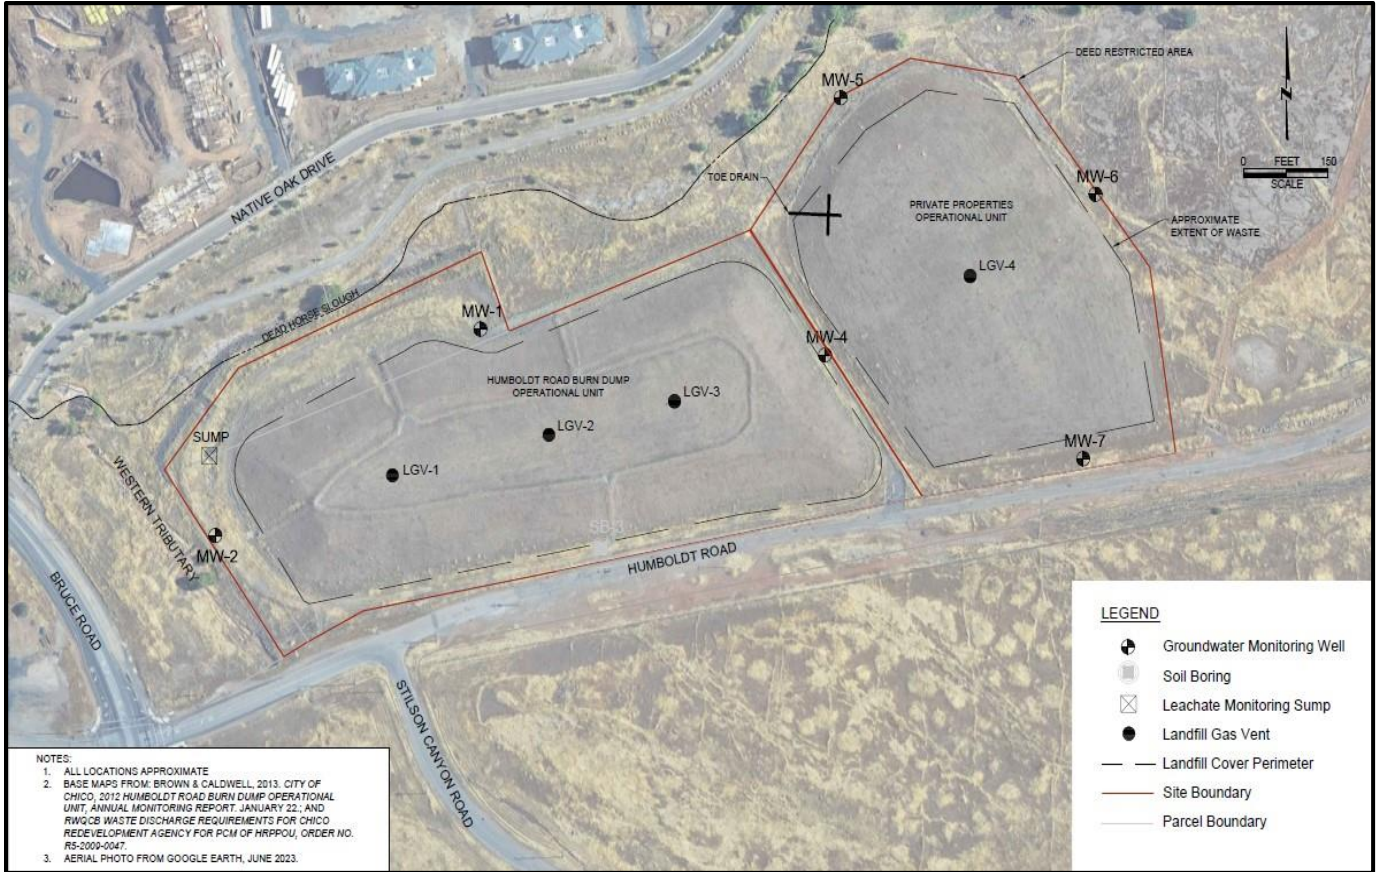 MW-5
DEED RESTRICTED AREA
N
0 FEET 150
SCALE
NATIVE OAK DRIVE
TOE DRAIN
MW-6
PRIVATE PROPERTIES
OPERATIONAL UNIT
APPROXIMATE
EXTENT OF WASTE
LGV-4
DEAD HORSE SLOUGH
MW-1
MW-4
HUMBOLDT ROAD BURN DUMP
OPERATIONAL UNIT
LGV-3
LGV-2
LGV-1
SUMP
MW-7
WESTERN TRIBUTARY
MW-2
SB-3
HUMBOLDT ROAD
BRUCE ROAD
STILSON CANYON ROAD
LEGEND
Groundwater Monitoring Well
Soil Boring
Leachate Monitoring Sump
Landfill Gas Vent
Landfill Cover Perimeter
Site Boundary
Parcel Boundary
NOTES:
1. ALL LOCATIONS APPROXIMATE
2. BASE MAPS FROM: BROWN & CALDWELL, 2013. CITY OF
CHICO, 2012 HUMBOLDT ROAD BURN DUMP OPERATIONAL
UNIT, ANNUAL MONITORING REPORT. JANUARY 22.; AND
RWQCB WASTE DISCHARGE REQUIREMENTS FOR CHICO
REDEVELOPMENT AGENCY FOR PCM OF HRPPOU, ORDER NO.
R5-2009-0047.
3. AERIAL PHOTO FROM GOOGLE EARTH, JUNE 2023.